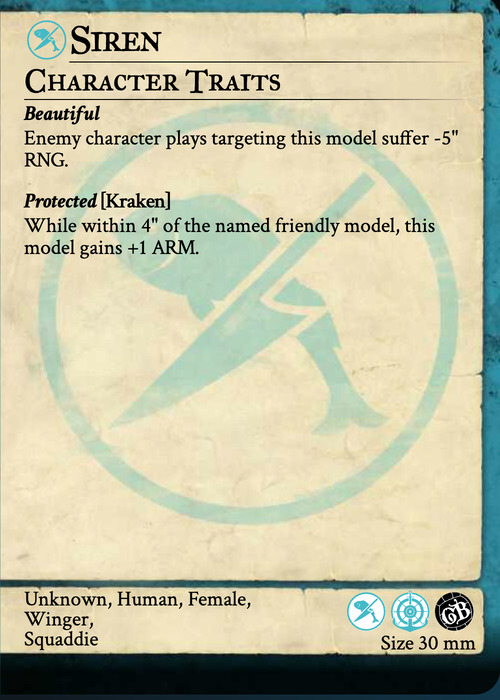 Siren
Character Traits
Beautiful
Enemy character plays targeting this model suffer -5"
RNG.
Protected [Kraken]
While within 4" of the named friendly model, this
model gains +1 ARM.
Unknown, Human, Female,
Winger,
Squaddie
GB
Size 30 mm